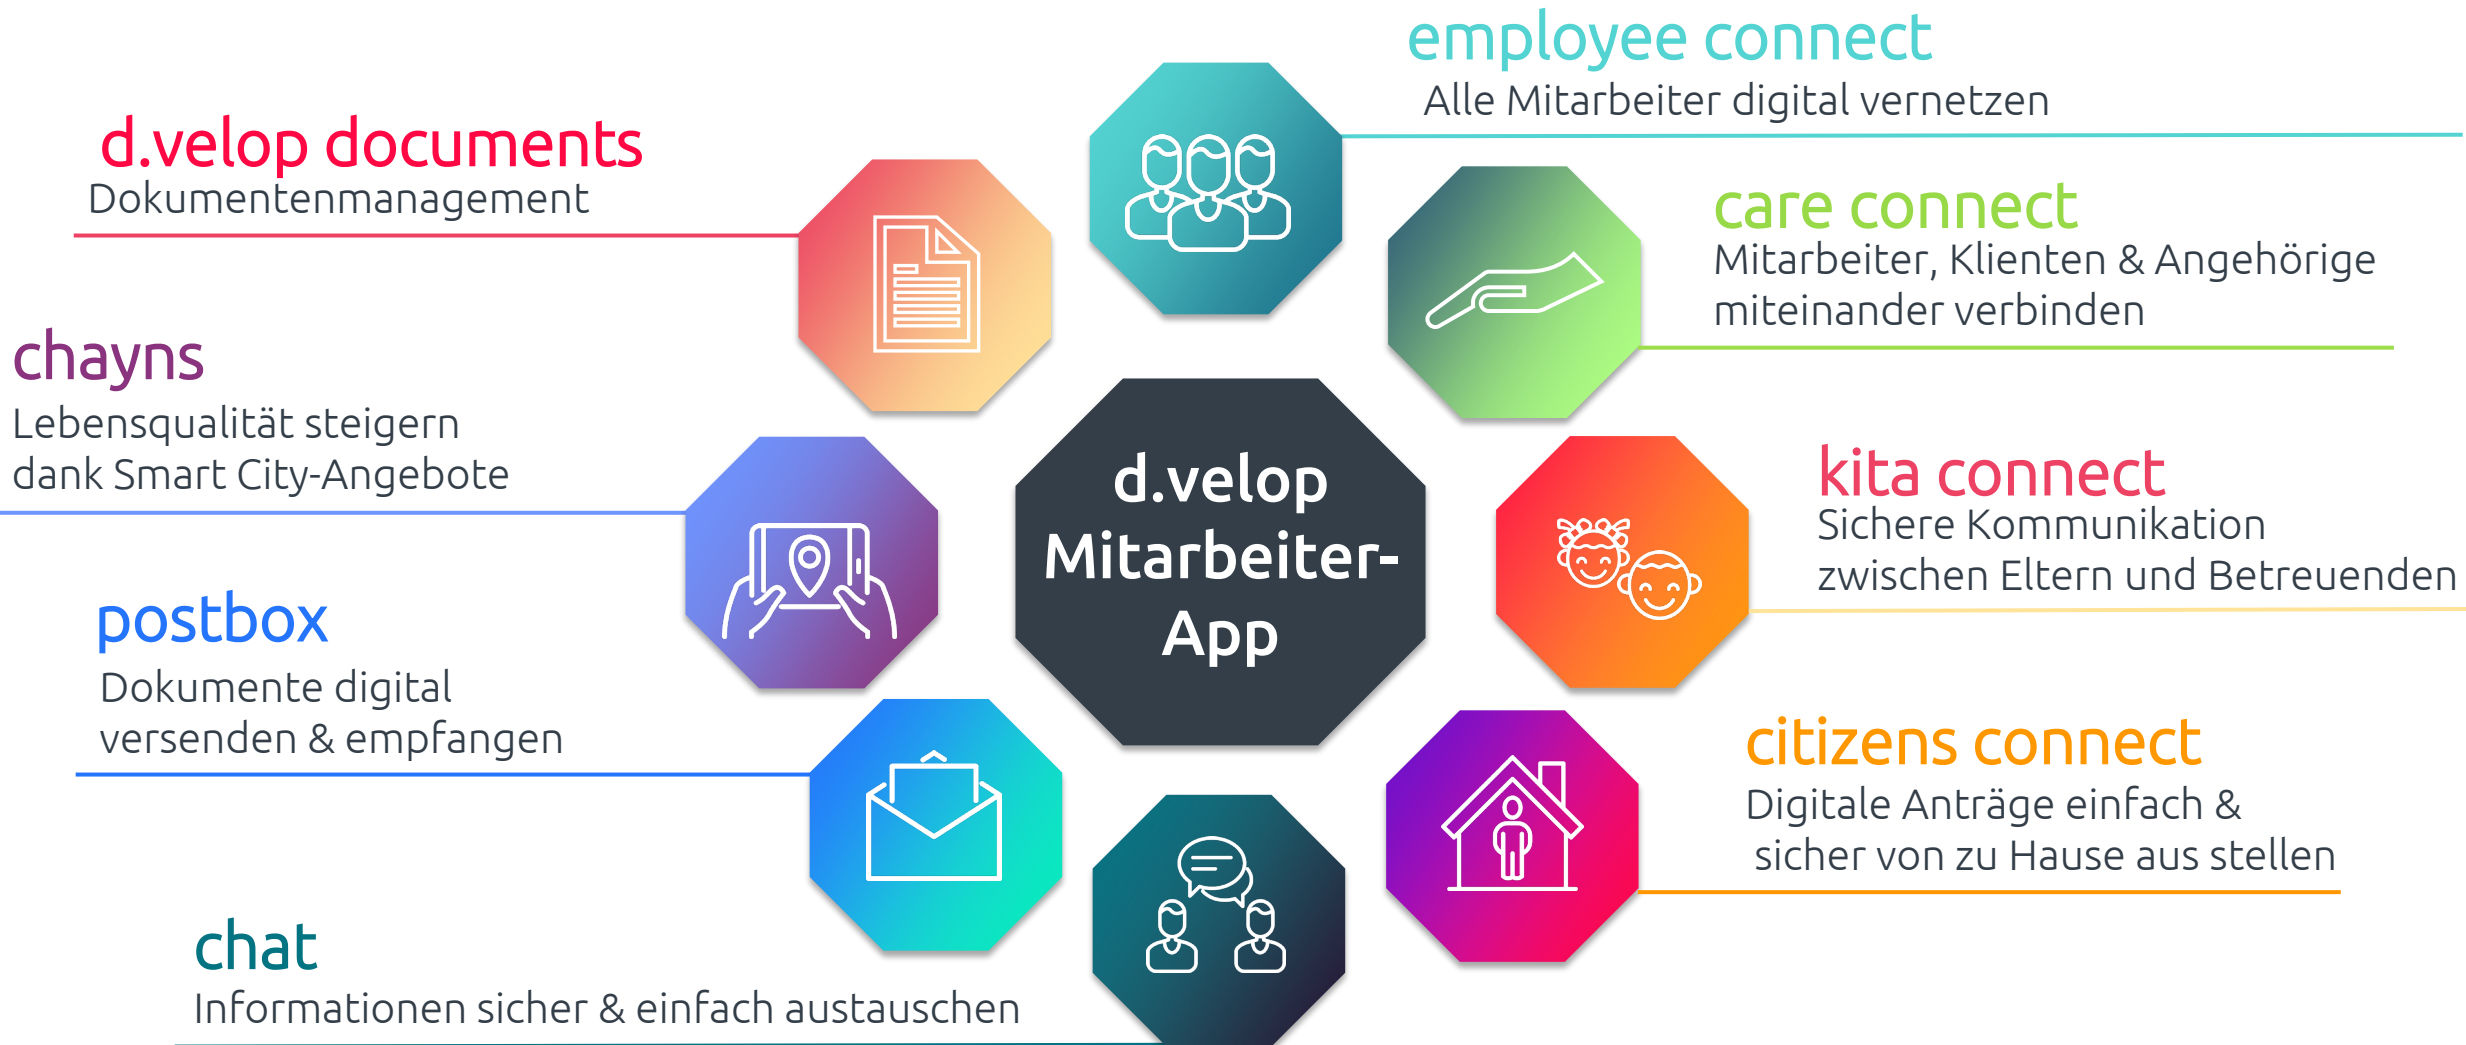 employee connect
Alle Mitarbeiter digital vernetzen
d.velop documents
Dokumentenmanagement
care connect
Mitarbeiter, Klienten & Angehörige
miteinander verbinden
chayns
Lebensqualität steigern
dank Smart City-Angebote
d.velop
Mitarbeiter-
App
kita connect
Sichere Kommunikation
zwischen Eltern und Betreuenden
postbox
Dokumente digital
versenden & empfangen
citizens connect
Digitale Anträge einfach &
sicher von zu Hause aus stellen
chat
Informationen sicher & einfach austauschen